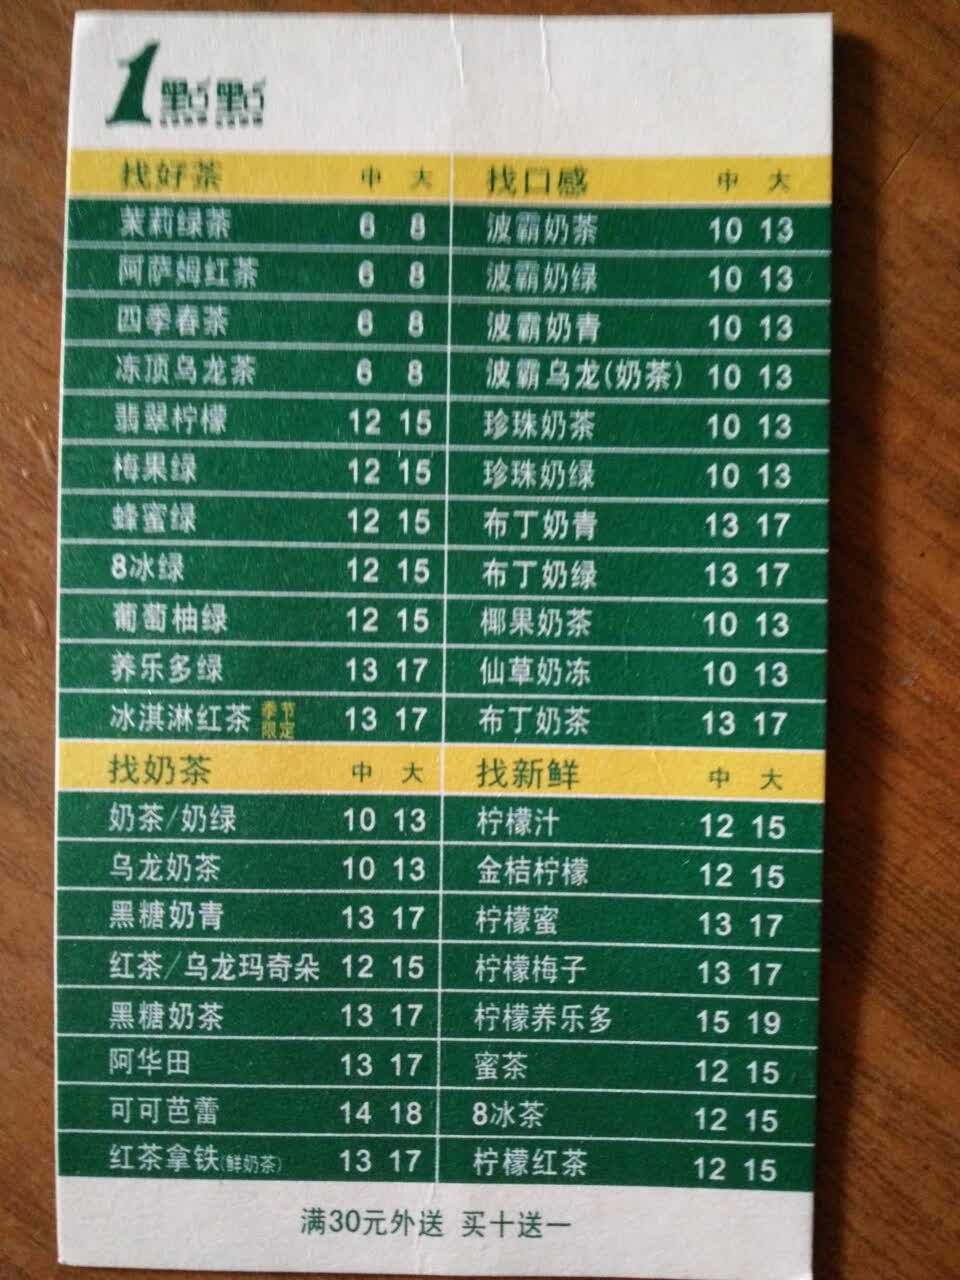 1點點
找好茶 中 大
茉莉绿茶 6 8
阿萨姆红茶 6 8
四季春茶 6 8
冻顶乌龙茶 6 8
翡翠柠檬 12 15
梅果绿 12 15
蜂蜜绿 12 15
8冰绿 12 15
葡萄柚绿 12 15
养乐多绿 13 17
冰淇淋红茶 季节限定 13 17
找口感 中 大
波霸奶茶 10 13
波霸奶绿 10 13
波霸奶青 10 13
波霸乌龙(奶茶) 10 13
珍珠奶茶 10 13
珍珠奶绿 10 13
布丁奶青 13 17
布丁奶绿 13 17
椰果奶茶 10 13
仙草奶冻 10 13
布丁奶茶 13 17
找奶茶 中 大
奶茶/奶绿 10 13
乌龙奶茶 10 13
黑糖奶青 13 17
红茶/乌龙玛奇朵 12 15
黑糖奶茶 13 17
阿华田 13 17
可可芭蕾 14 18
红茶拿铁(鲜奶茶) 13 17
找新鲜 中 大
柠檬汁 12 15
金桔柠檬 12 15
柠檬蜜 13 17
柠檬梅子 13 17
柠檬养乐多 15 19
蜜茶 12 15
8冰茶 12 15
柠檬红茶 12 15
满30元外送 买十送一